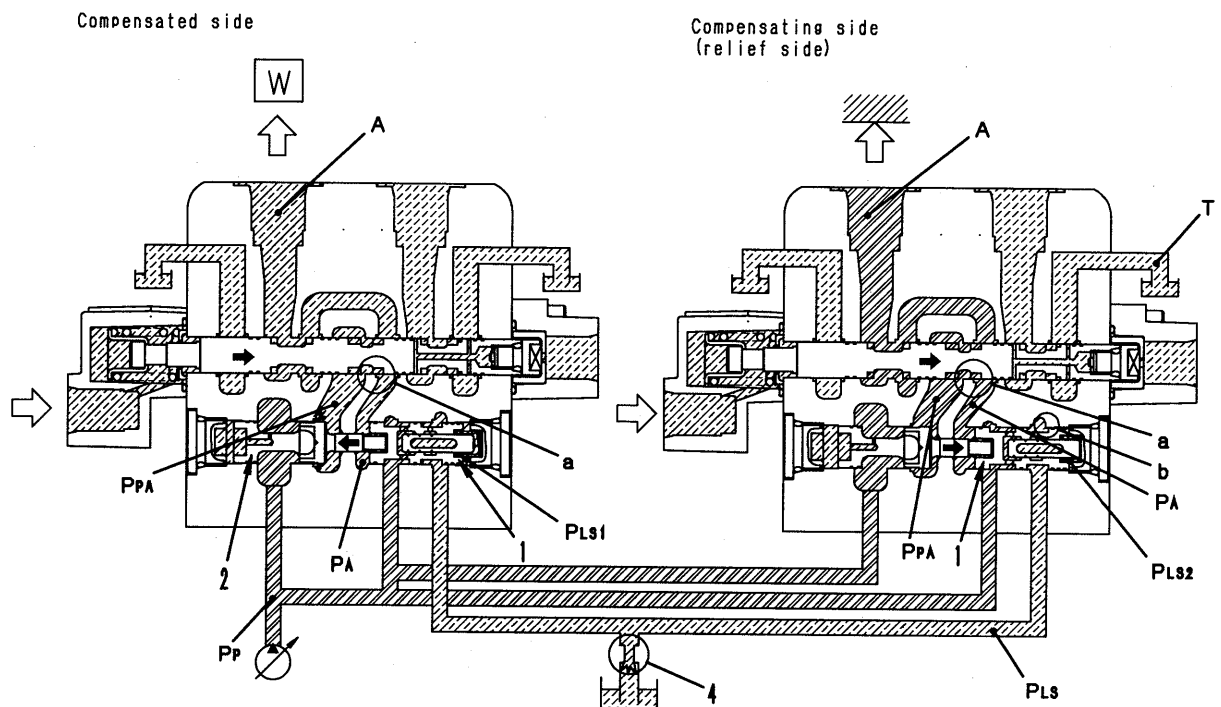 Compensated side
Compensating side
(relief side)
W
A
A
T
a
a
b
PPA
PA
PLS1
1
2
PA
PPA
1
PLS2
PP
4
PLS